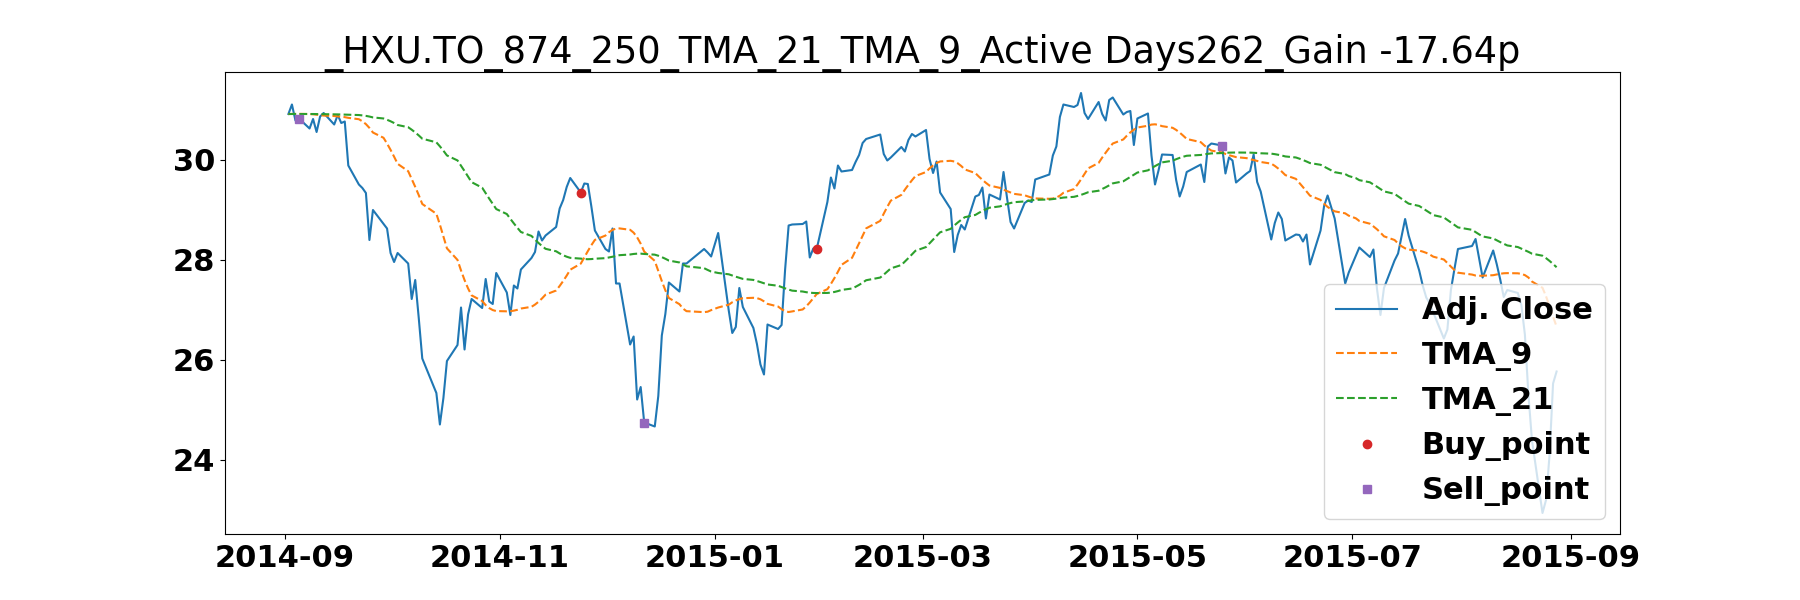 _HXU.TO_874_250_TMA_21_TMA_9_Active Days262_Gain -17.64p
30
28
26
24
Adj. Close
TMA_9
TMA_21
Buy_point
Sell_point
2014-09 2014-11 2015-01 2015-03 2015-05 2015-07 2015-09